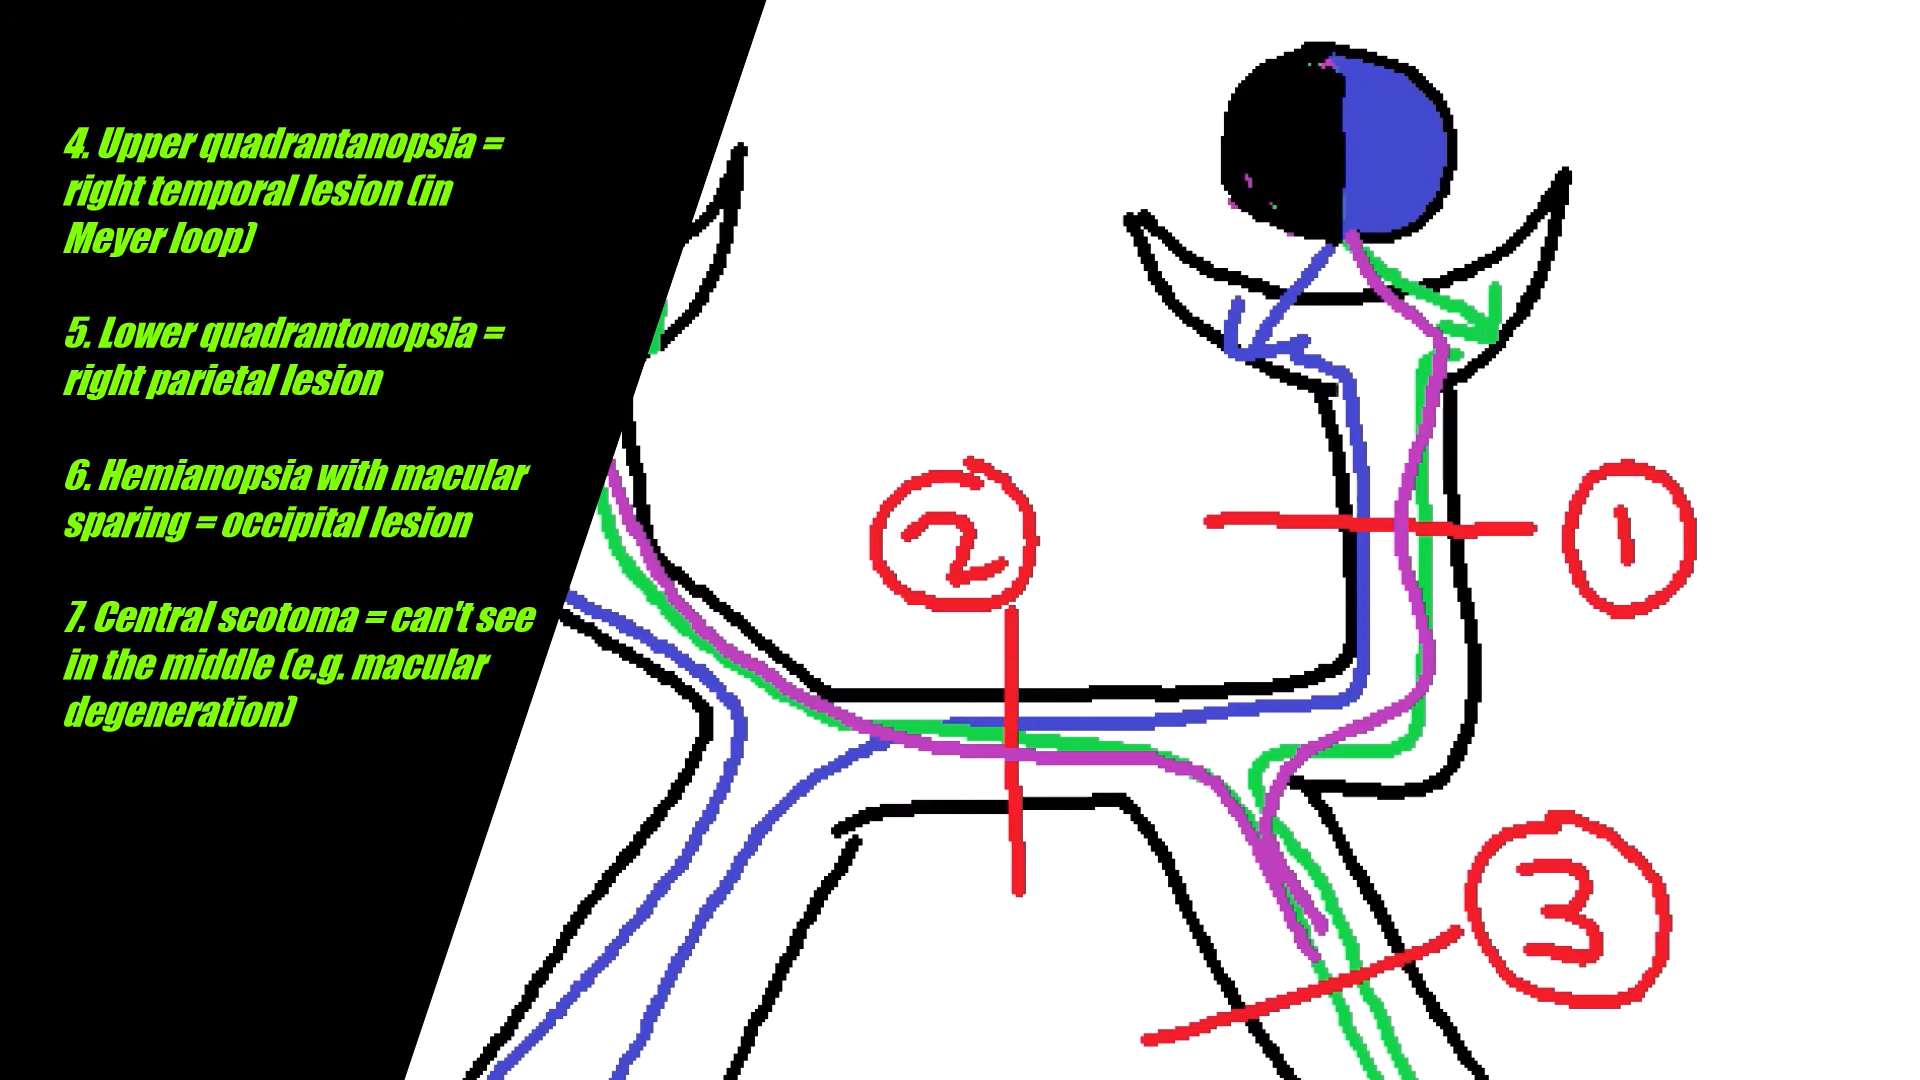 4. Upper quadrantanopsia =
right temporal lesion (in
Meyer loop)
5. Lower quadrantonopsia =
right parietal lesion
6. Hemianopsia with macular
sparing = occipital lesion
7. Central scotoma = can't see
in the middle (e.g. macular
degeneration)
2
1
3